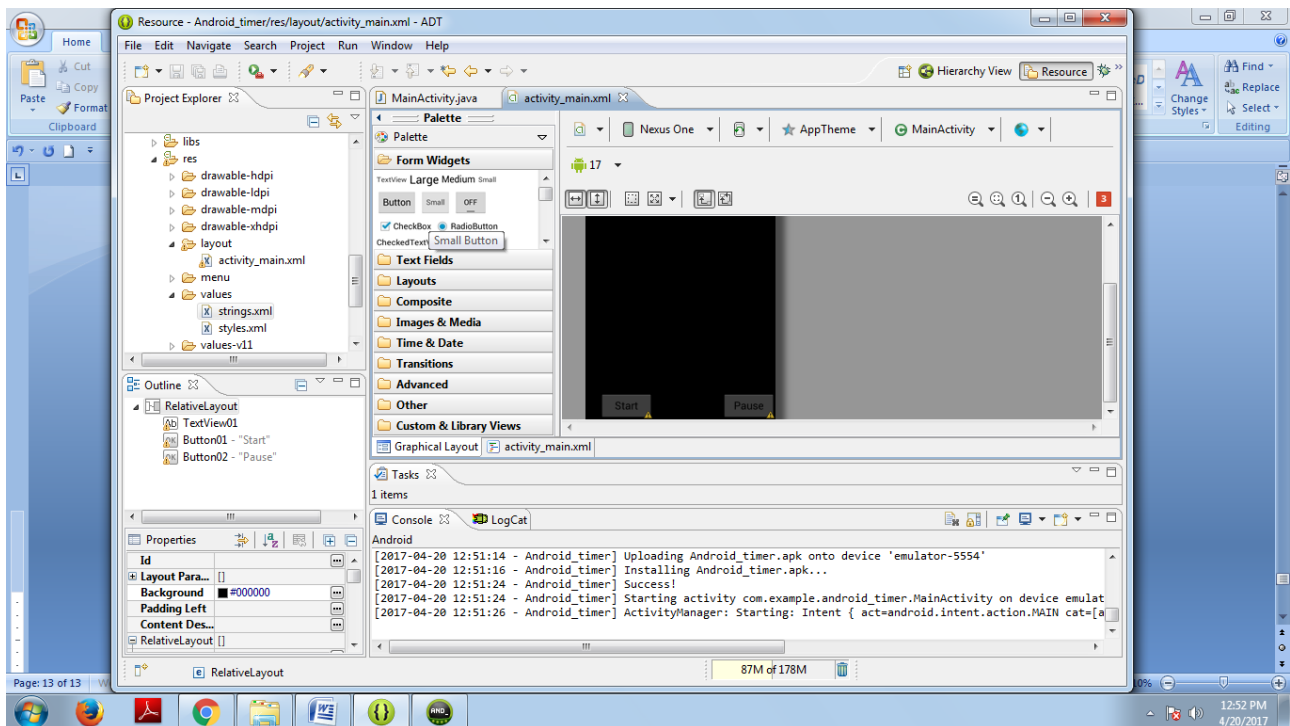 Resource - Android_timer/res/layout/activity_main.xml - ADT
Home
File Edit Navigate Search Project Run Window Help
Cut
Copy
Paste
Format
Clipboard
Hierarchy View
Resource
Change
Styles
Find
Replace
Select
Editing
Project Explorer
MainActivity.java
activity_main.xml
libs
res
drawable-hdpi
drawable-ldpi
drawable-mdpi
drawable-xhdpi
layout
activity_main.xml
menu
values
strings.xml
styles.xml
values-v11
Palette
Palette
Form Widgets
TextView Large Medium Small
Button Small OFF
CheckBox RadioButton
Small Button
Text Fields
Layouts
Composite
Images & Media
Time & Date
Transitions
Advanced
Other
Custom & Library Views
Nexus One
AppTheme
MainActivity
17
3
Start
Pause
Graphical Layout
activity_main.xml
Outline
RelativeLayout
Ab TextView01
OK Button01 - "Start"
OK Button02 - "Pause"
Tasks
1 items
Properties
Id
Layout Para... []
Background #000000
Padding Left
Content Des...
RelativeLayout []
Console
LogCat
Android
[2017-04-20 12:51:14 - Android_timer] Uploading Android_timer.apk onto device 'emulator-5554'
[2017-04-20 12:51:16 - Android_timer] Installing Android_timer.apk...
[2017-04-20 12:51:24 - Android_timer] Success!
[2017-04-20 12:51:24 - Android_timer] Starting activity com.example.android_timer.MainActivity on device emulat
[2017-04-20 12:51:26 - Android_timer] ActivityManager: Starting: Intent { act=android.intent.action.MAIN cat=[a
RelativeLayout
87M of 178M
Page: 13 of 13
12:52 PM
4/20/2017